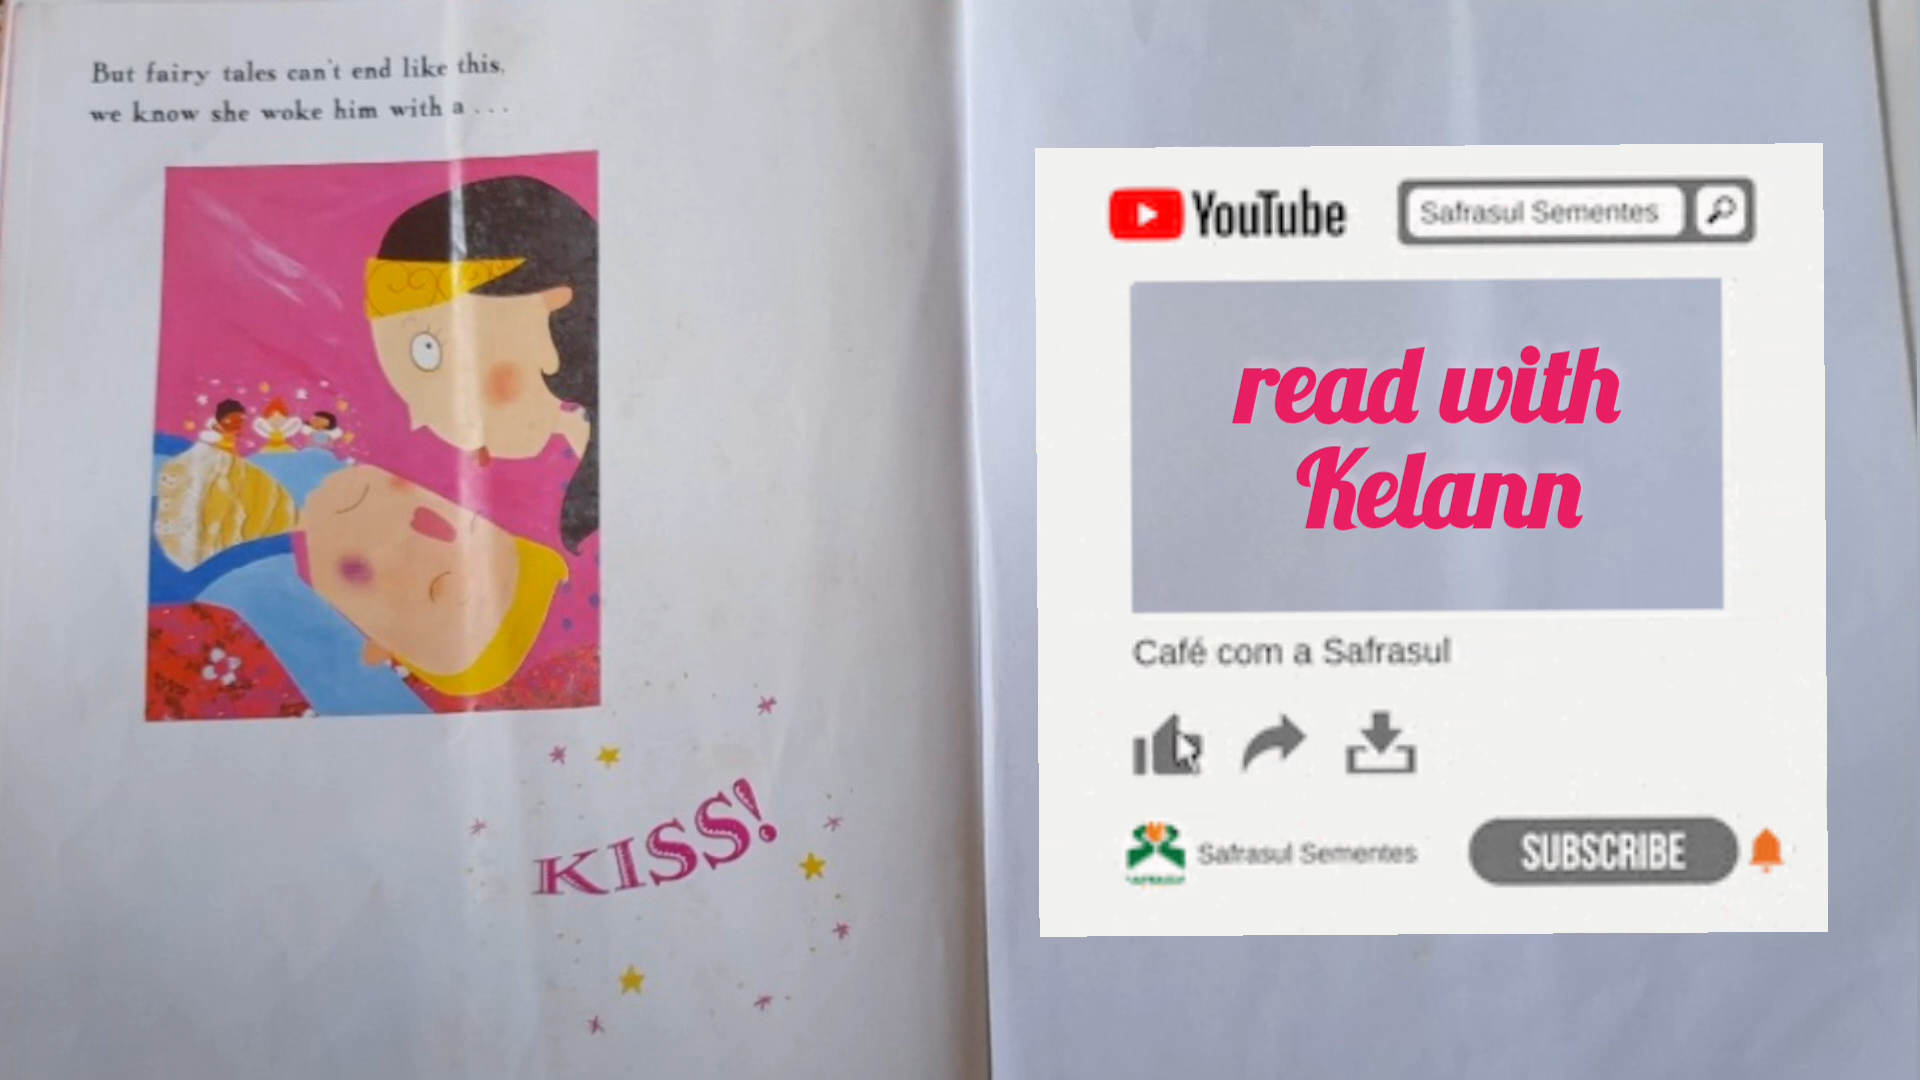 But fairy tales can't end like this,
we know she woke him with a . . .
KISS!
YouTube
Safrasul Sementes
read with
Kelann
Café com a Safrasul
Safrasul Sementes
SUBSCRIBE